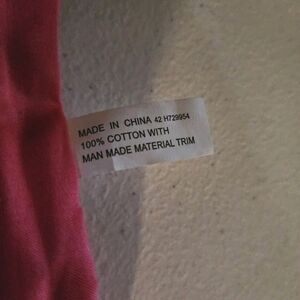 MADE IN CHINA 42 H729954
100% COTTON WITH
MAN MADE MATERIAL TRIM